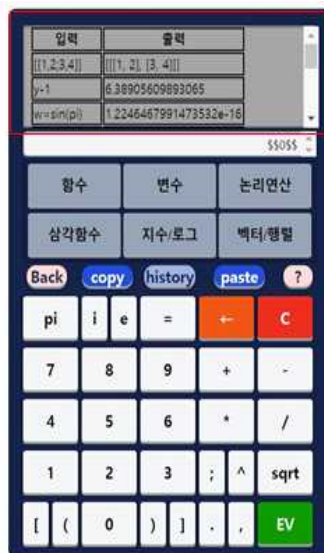 입력 출력
[[1,2;3,4]] [[[1, 2], [3, 4]]]
y-1 6.38905609893065
w=sin(pi) 1.2246467991473532e-16
$$0$$
함수 변수 논리연산
삼각함수 지수/로그 벡터/행렬
Back copy history paste ?
pi i e = ← C
7 8 9 + -
4 5 6 * /
1 2 3 ; ^ sqrt
[ ( 0 ) ] . , EV